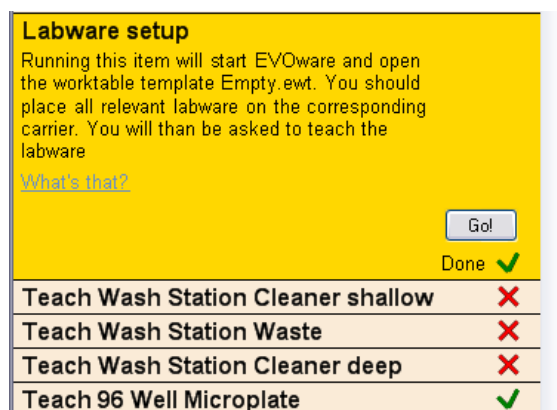 Labware setup
Running this item will start EVOware and open
the worktable template Empty.ewt. You should
place all relevant labware on the corresponding
carrier. You will than be asked to teach the
labware
What's that?
Go!
Done
Teach Wash Station Cleaner shallow
Teach Wash Station Waste
Teach Wash Station Cleaner deep
Teach 96 Well Microplate